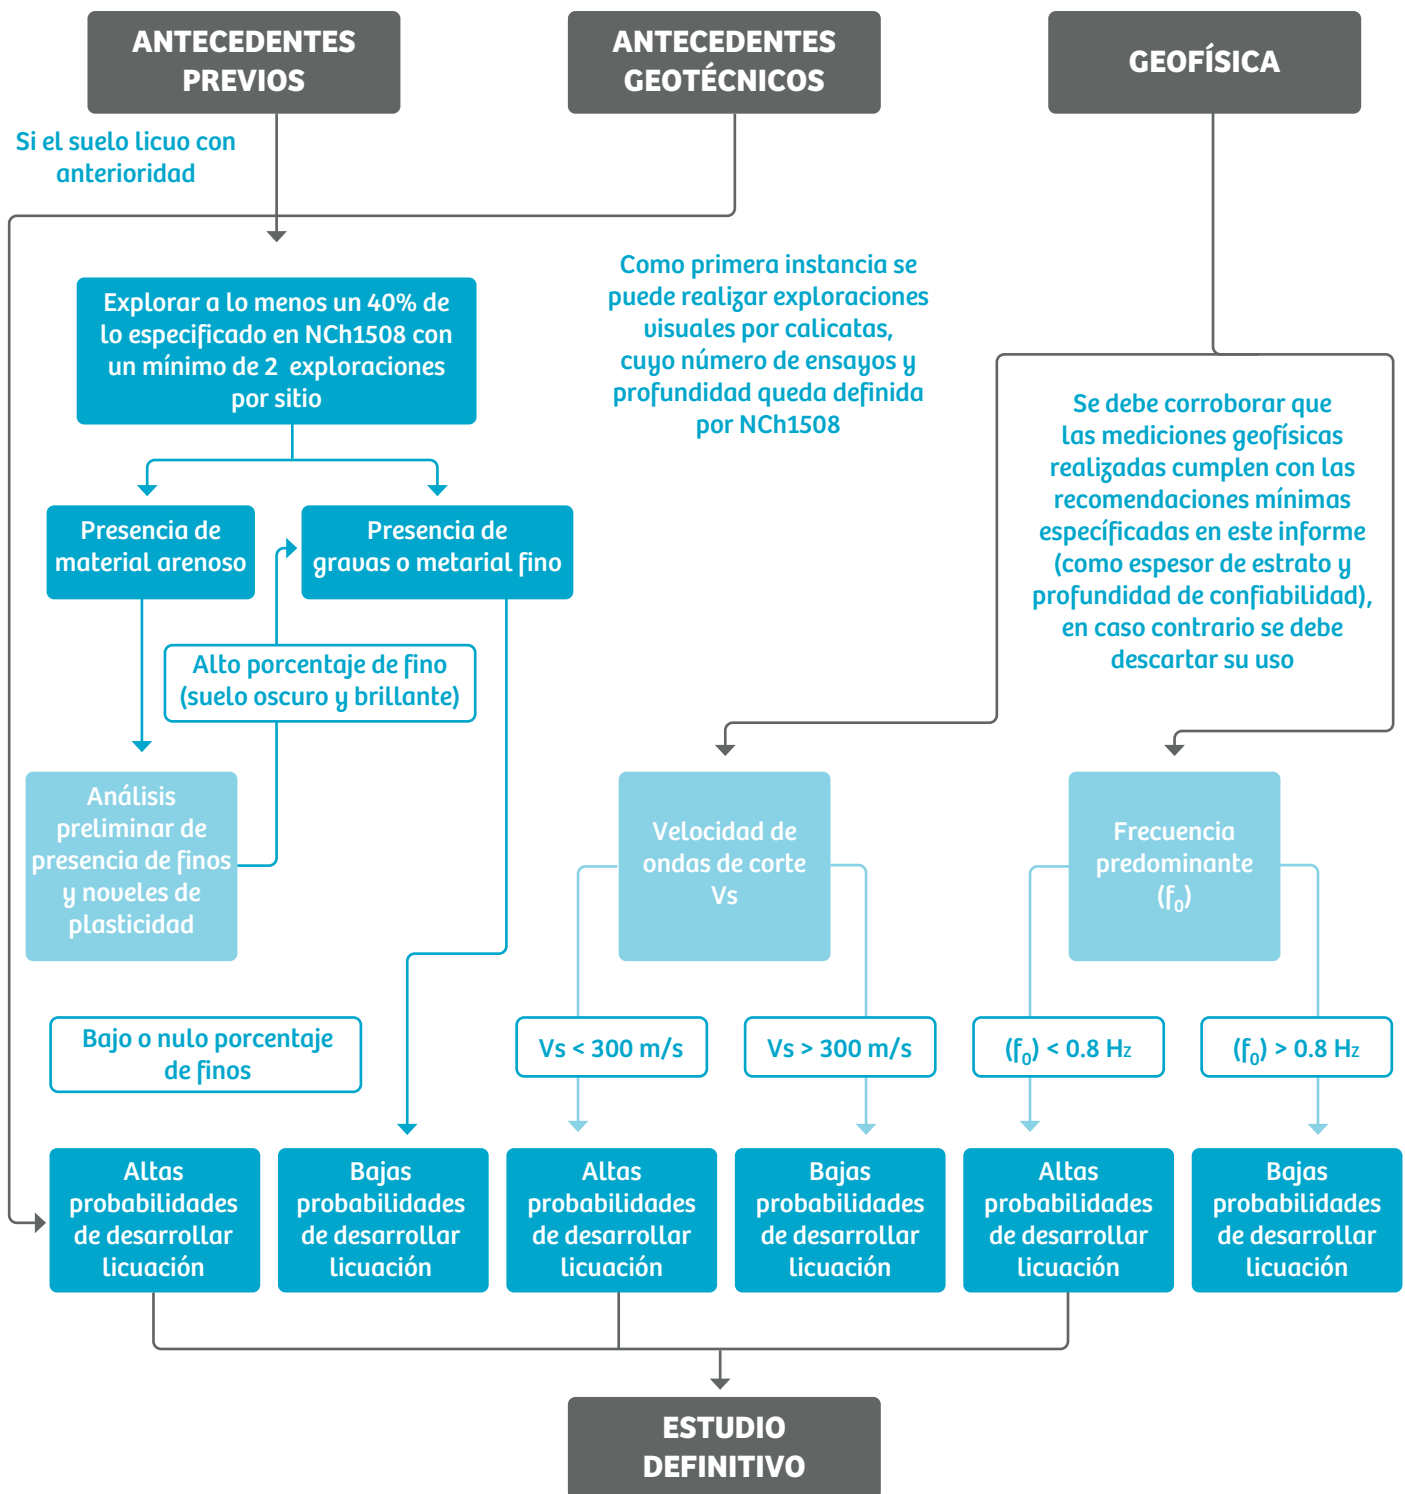 ANTECEDENTES
PREVIOS
ANTECEDENTES
GEOTÉCNICOS
GEOFÍSICA
Si el suelo licuo con
anterioridad
Explorar a lo menos un 40% de
lo especificado en NCh1508 con
un mínimo de 2 exploraciones
por sitio
Como primera instancia se
puede realizar exploraciones
visuales por calicatas,
cuyo número de ensayos y
profundidad queda definida
por NCh1508
Se debe corroborar que
las mediciones geofísicas
realizadas cumplen con las
recomendaciones mínimas
específicadas en este informe
(como espesor de estrato y
profundidad de confiabilidad),
en caso contrario se debe
descartar su uso
Presencia de
material arenoso
Presencia de
gravas o metarial fino
Alto porcentaje de fino
(suelo oscuro y brillante)
Análisis
preliminar de
presencia de finos
y noveles de
plasticidad
Velocidad de
ondas de corte
Vs
Frecuencia
predominante
(f₀)
Bajo o nulo porcentaje
de finos
Vs < 300 m/s
Vs > 300 m/s
(f₀) < 0.8 Hz
(f₀) > 0.8 Hz
Altas
probabilidades
de desarrollar
licuación
Bajas
probabilidades
de desarrollar
licuación
Altas
probabilidades
de desarrollar
licuación
Bajas
probabilidades
de desarrollar
licuación
Altas
probabilidades
de desarrollar
licuación
Bajas
probabilidades
de desarrollar
licuación
ESTUDIO
DEFINITIVO